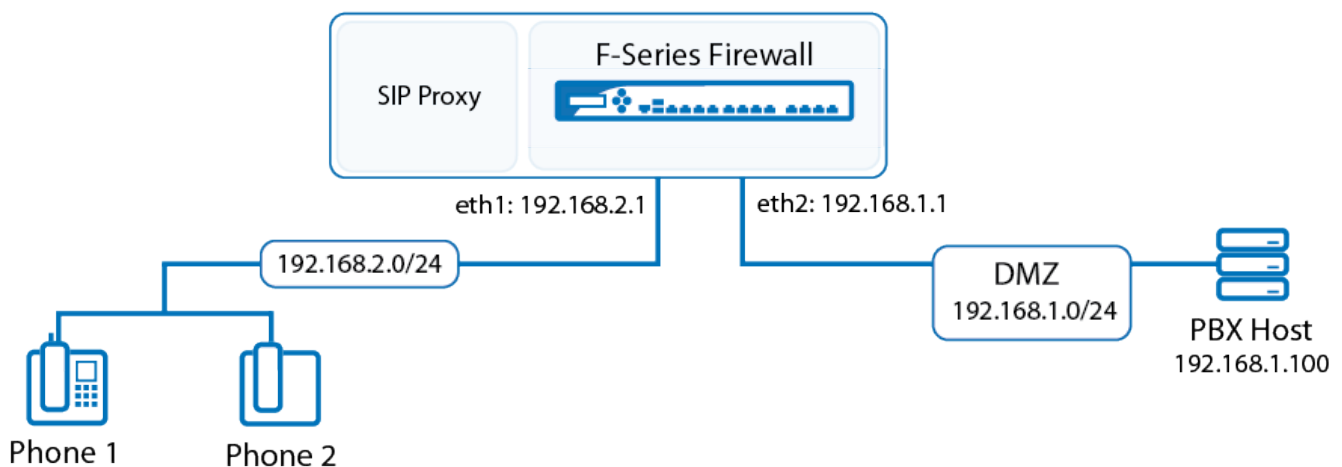 F-Series Firewall
SIP Proxy
eth1: 192.168.2.1
eth2: 192.168.1.1
192.168.2.0/24
DMZ
192.168.1.0/24
PBX Host
192.168.1.100
Phone 1
Phone 2